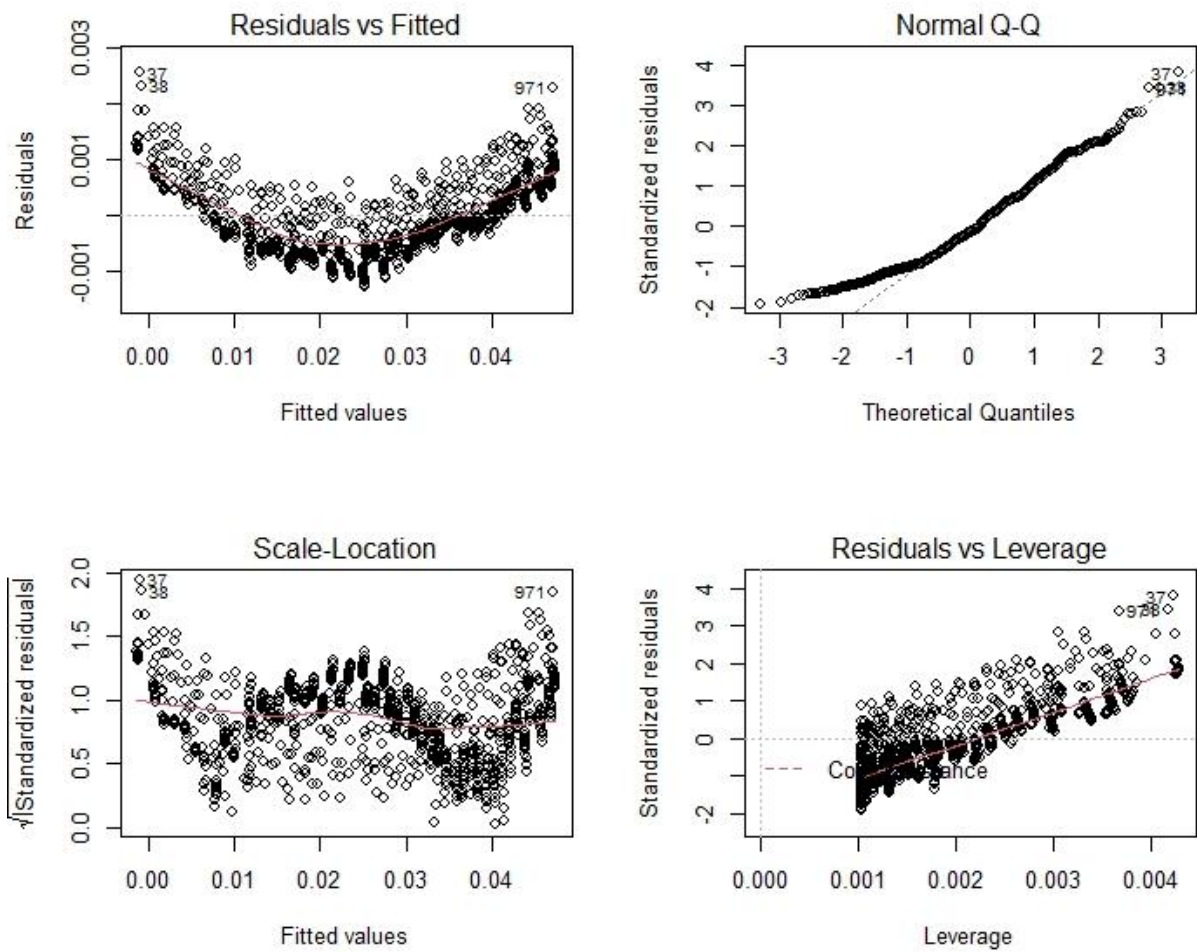 Residuals vs Fitted
Residuals
0.003
0.001
-0.001
37
38
971
0.00 0.01 0.02 0.03 0.04
Fitted values
Normal Q-Q
Standardized residuals
4
3
2
1
0
-1
-2
37
-3 -2 -1 0 1 2 3
Theoretical Quantiles
Scale-Location
√|Standardized residuals|
2.0
1.5
1.0
0.5
0.0
37
38
971
0.00 0.01 0.02 0.03 0.04
Fitted values
Residuals vs Leverage
Standardized residuals
4
3
2
1
0
-2
37
0.000 0.001 0.002 0.003 0.004
Leverage